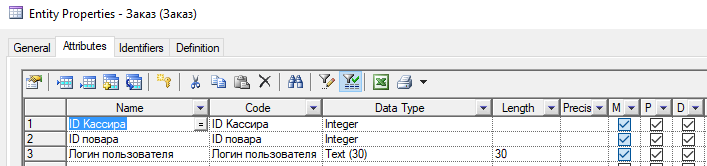 Entity Properties - Заказ (Заказ)
General Attributes Identifiers Definition
Name Code Data Type Length Precis M P D
1 ID Кассира = ID Кассира Integer
2 ID повара ID повара Integer
3 Логин пользователя Логин пользователя Text (30) 30